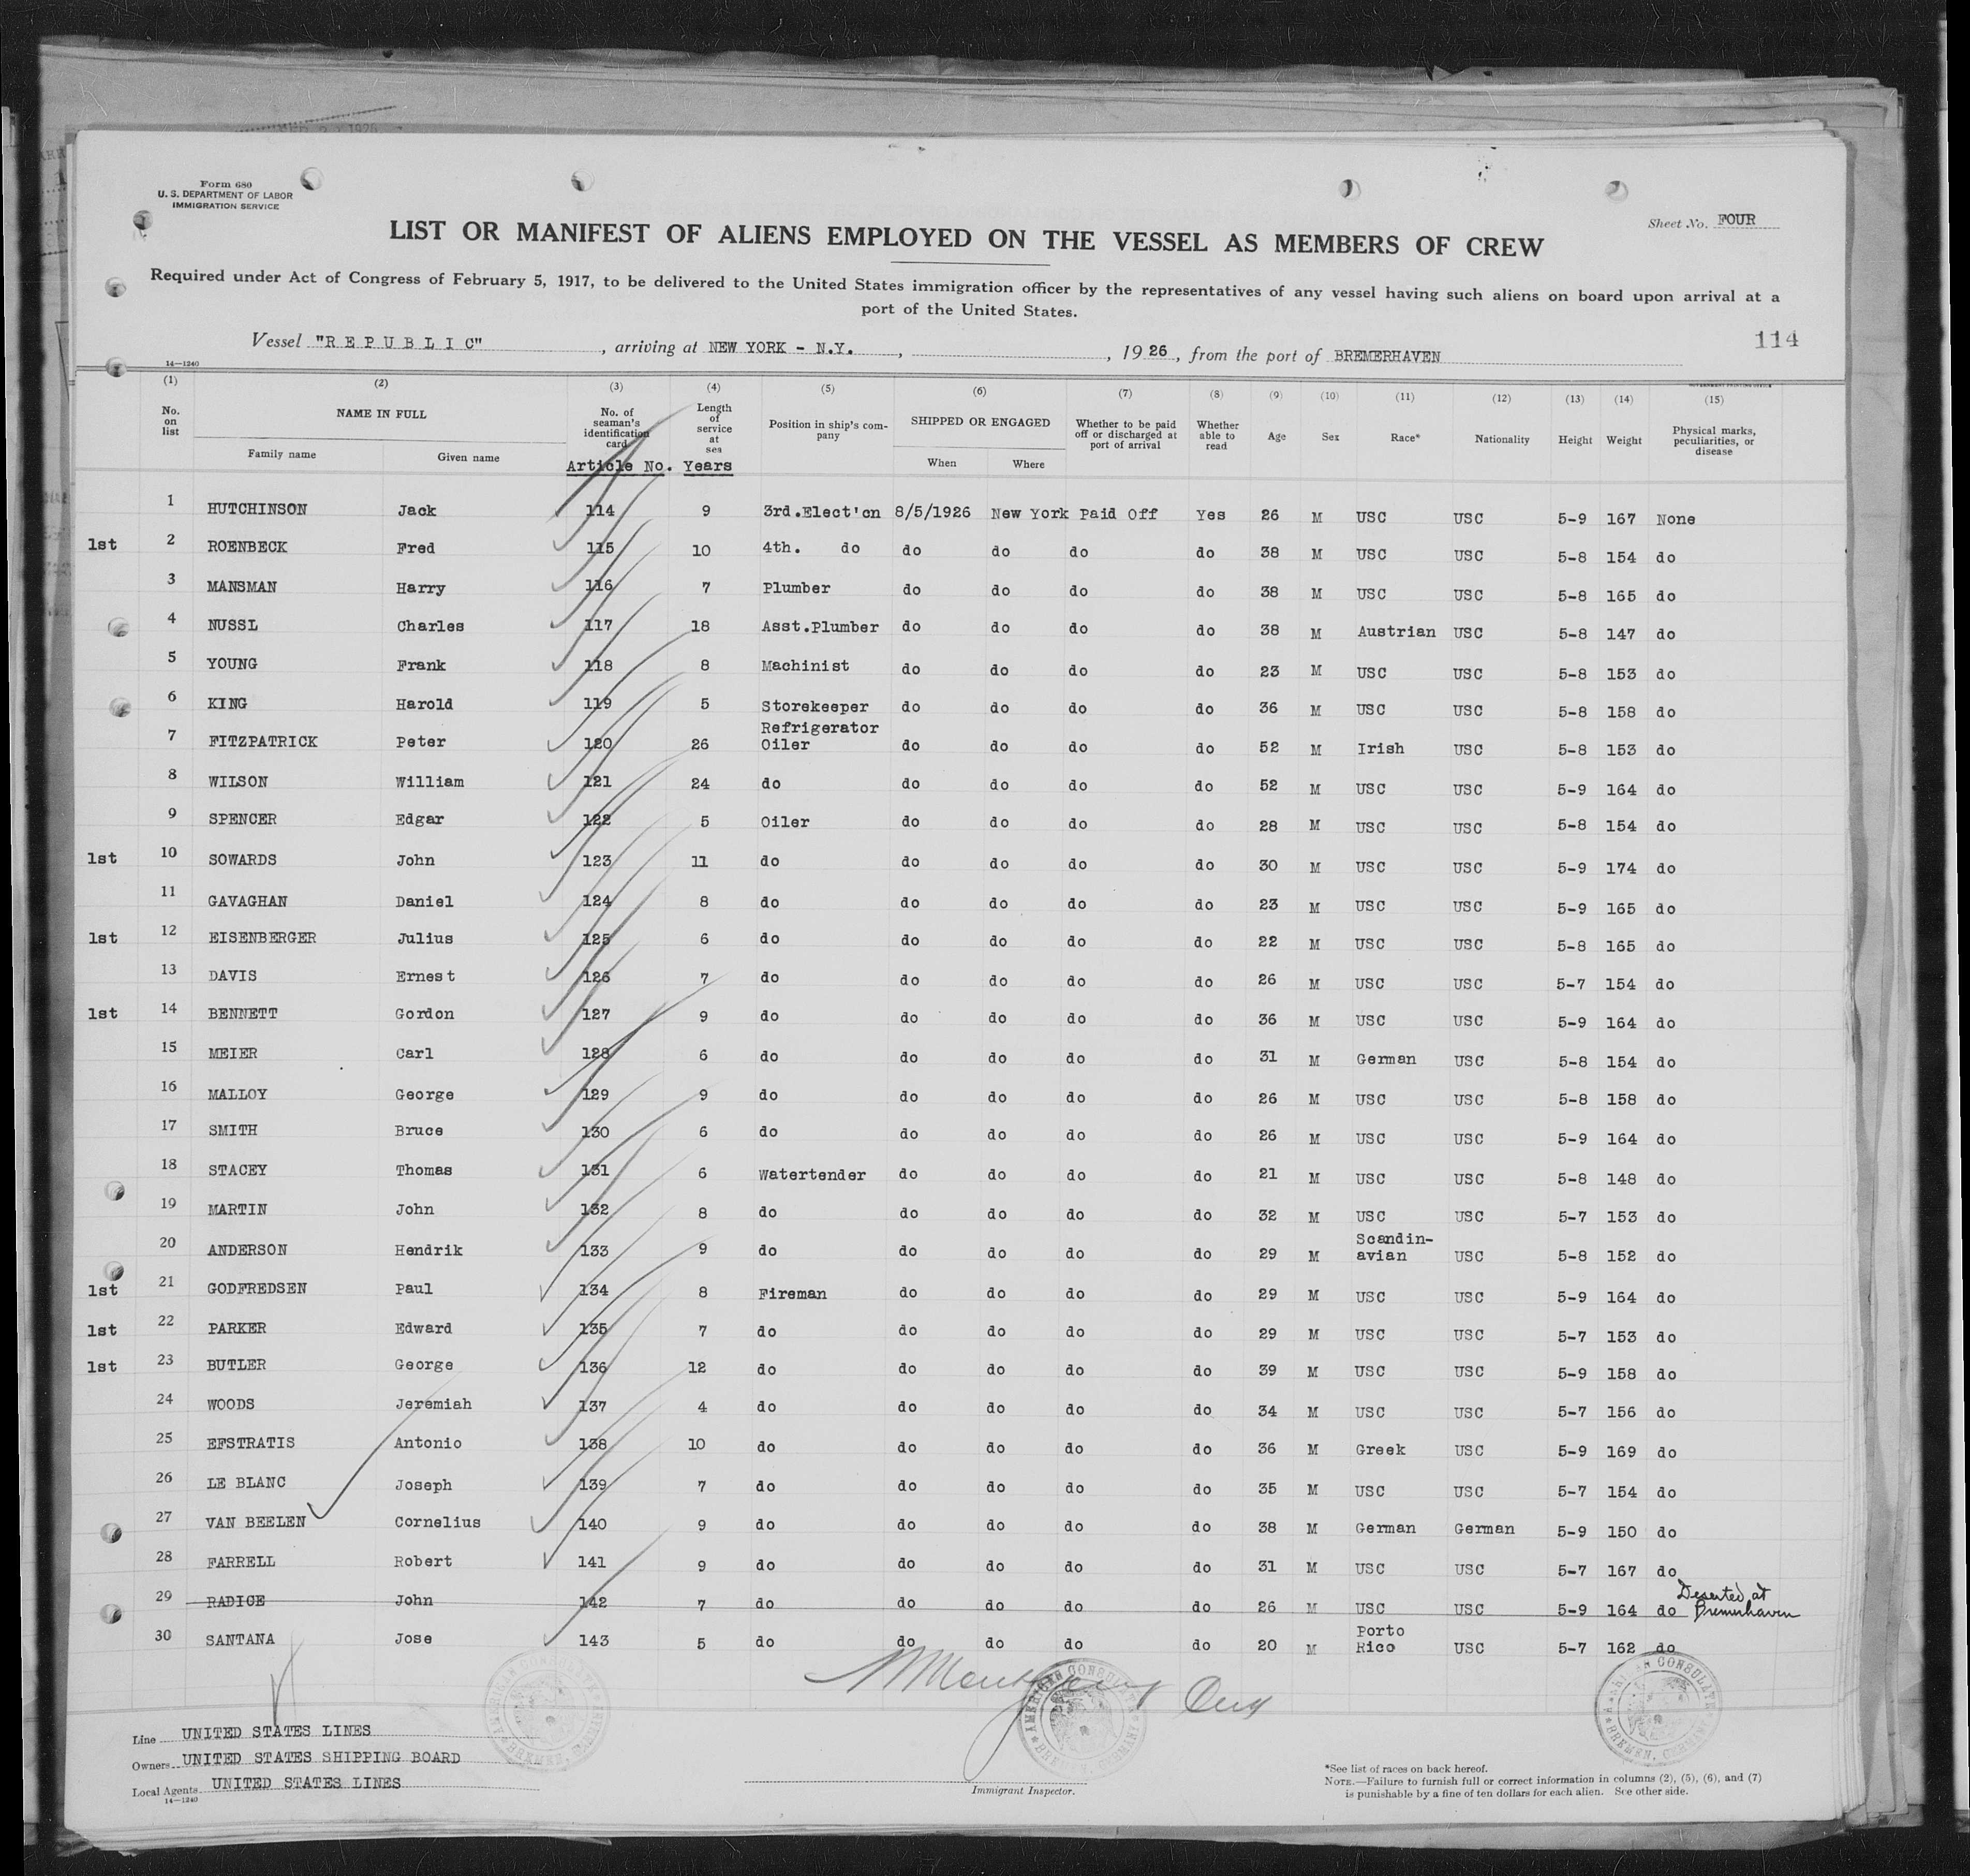 Form 680
U. S. DEPARTMENT OF LABOR
IMMIGRATION SERVICE
Sheet No. FOUR
LIST OR MANIFEST OF ALIENS EMPLOYED ON THE VESSEL AS MEMBERS OF CREW
Required under Act of Congress of February 5, 1917, to be delivered to the United States immigration officer by the representatives of any vessel having such aliens on board upon arrival at a
port of the United States.
114
Vessel "REPUBLIC", arriving at NEW YORK - N.Y., , 1926, from the port of BREMERHAVEN
14—1240
(1) (2) (3) (4) (5) (6) (7) (8) (9) (10) (11) (12) (13) (14) (15)
No. on list NAME IN FULL No. of seaman's identification card Length of service at sea Position in ship's company SHIPPED OR ENGAGED Whether to be paid off or discharged at port of arrival Whether able to read Age Sex Race* Nationality Height Weight Physical marks, peculiarities, or disease
Family name Given name Article No. Years When Where
1 HUTCHINSON Jack 114 9 3rd.Elect'cn 8/5/1926 New York Paid Off Yes 26 M USC USC 5-9 167 None
1st 2 ROENBECK Fred 115 10 4th. do do do do do 38 M USC USC 5-8 154 do
3 MANSMAN Harry 116 7 Plumber do do do do 38 M USC USC 5-8 165 do
4 NUSSL Charles 117 18 Asst.Plumber do do do do 38 M Austrian USC 5-8 147 do
5 YOUNG Frank 118 8 Machinist do do do do 23 M USC USC 5-8 153 do
6 KING Harold 119 5 Storekeeper do do do do 36 M USC USC 5-8 158 do
7 FITZPATRICK Peter 120 26 Refrigerator Oiler do do do do 52 M Irish USC 5-8 153 do
8 WILSON William 121 24 do do do do do 52 M USC USC 5-9 164 do
9 SPENCER Edgar 122 5 Oiler do do do do 28 M USC USC 5-8 154 do
1st 10 SOWARDS John 123 11 do do do do do 30 M USC USC 5-9 174 do
11 GAVAGHAN Daniel 124 8 do do do do do 23 M USC USC 5-9 165 do
1st 12 EISENBERGER Julius 125 6 do do do do do 22 M USC USC 5-8 165 do
13 DAVIS Ernest 126 7 do do do do do 26 M USC USC 5-7 154 do
1st 14 BENNETT Gordon 127 9 do do do do do 36 M USC USC 5-9 164 do
15 MEIER Carl 128 6 do do do do do 31 M German USC 5-8 154 do
16 MALLOY George 129 9 do do do do do 26 M USC USC 5-8 158 do
17 SMITH Bruce 130 6 do do do do do 26 M USC USC 5-9 164 do
18 STACEY Thomas 131 6 Watertender do do do do 21 M USC USC 5-8 148 do
19 MARTIN John 132 8 do do do do do 32 M USC USC 5-7 153 do
20 ANDERSON Hendrik 133 9 do do do do do 29 M Scandin-avian USC 5-8 152 do
1st 21 GODFREDSEN Paul 134 8 Fireman do do do do 29 M USC USC 5-9 164 do
1st 22 PARKER Edward 135 7 do do do do do 29 M USC USC 5-7 153 do
1st 23 BUTLER George 136 12 do do do do do 39 M USC USC 5-9 158 do
24 WOODS Jeremiah 137 4 do do do do do 34 M USC USC 5-7 156 do
25 EFSTRATIS Antonio 138 10 do do do do do 36 M Greek USC 5-9 169 do
26 LE BLANC Joseph 139 7 do do do do do 35 M USC USC 5-7 154 do
27 VAN BEELEN Cornelius 140 9 do do do do do 38 M German German 5-9 150 do
28 FARRELL Robert 141 9 do do do do do 31 M USC USC 5-7 167 do
29 RADICE John 142 7 do do do do do 26 M USC USC 5-9 164 do Deserted at Bremerhaven
30 SANTANA Jose 143 5 do do do do do 20 M Porto Rico USC 5-7 162 do
Line UNITED STATES LINES
Owners UNITED STATES SHIPPING BOARD
Local Agents UNITED STATES LINES
14—1240
Immigrant Inspector.
*See list of races on back hereof.
NOTE.—Failure to furnish full or correct information in columns (2), (5), (6), and (7)
is punishable by a fine of ten dollars for each alien. See other side.
AMERICAN CONSULATE BREMEN, GERMANY